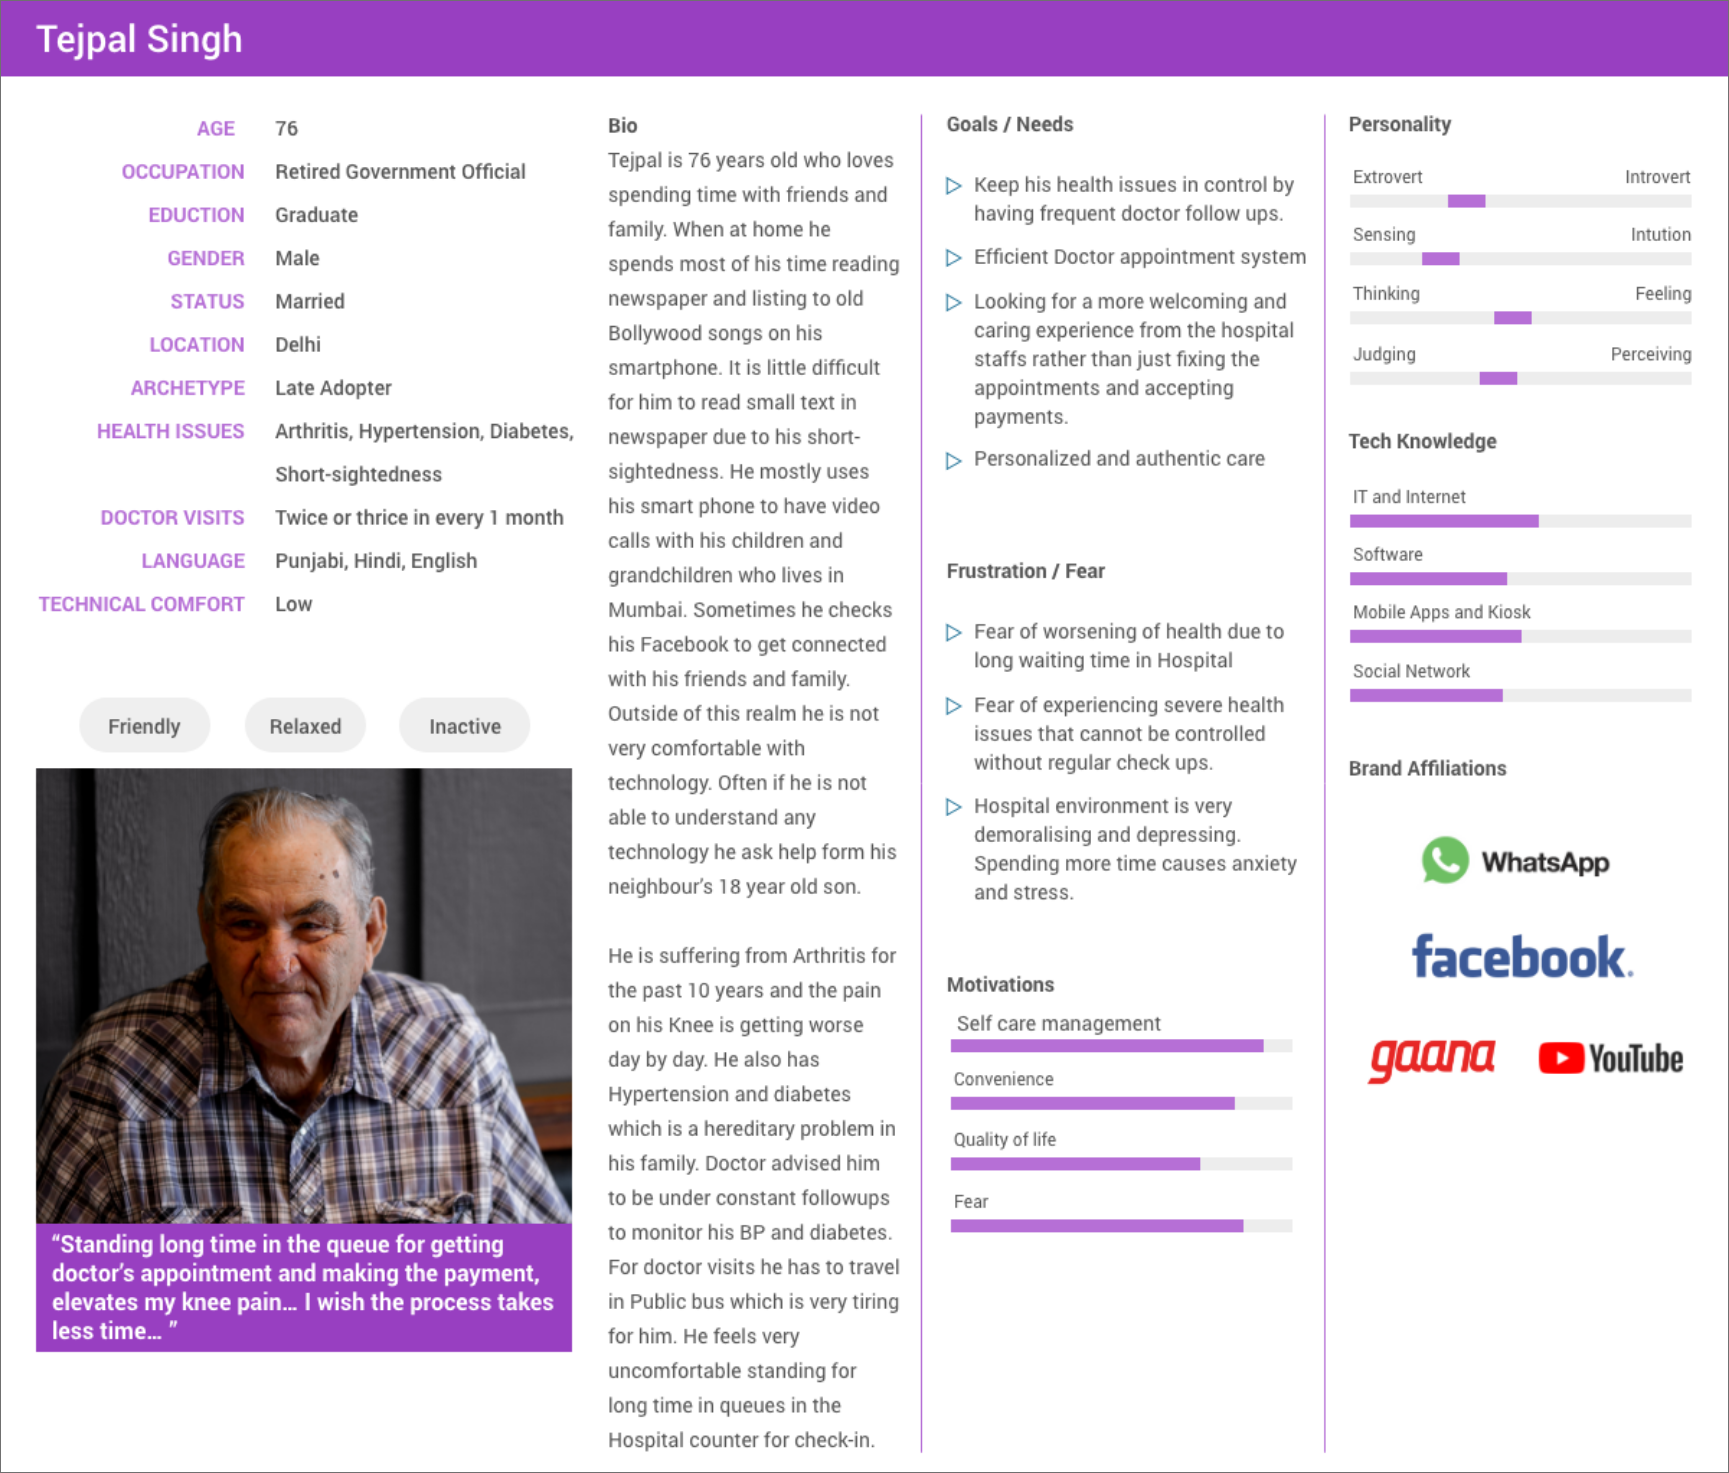 Tejpal Singh
AGE 76
OCCUPATION Retired Government Official
EDUCTION Graduate
GENDER Male
STATUS Married
LOCATION Delhi
ARCHETYPE Late Adopter
HEALTH ISSUES Arthritis, Hypertension, Diabetes,
Short-sightedness
DOCTOR VISITS Twice or thrice in every 1 month
LANGUAGE Punjabi, Hindi, English
TECHNICAL COMFORT Low
Friendly Relaxed Inactive
“Standing long time in the queue for getting
doctor’s appointment and making the payment,
elevates my knee pain... I wish the process takes
less time... ”
Bio
Tejpal is 76 years old who loves
spending time with friends and
family. When at home he
spends most of his time reading
newspaper and listing to old
Bollywood songs on his
smartphone. It is little difficult
for him to read small text in
newspaper due to his short-
sightedness. He mostly uses
his smart phone to have video
calls with his children and
grandchildren who lives in
Mumbai. Sometimes he checks
his Facebook to get connected
with his friends and family.
Outside of this realm he is not
very comfortable with
technology. Often if he is not
able to understand any
technology he ask help form his
neighbour’s 18 year old son.
He is suffering from Arthritis for
the past 10 years and the pain
on his Knee is getting worse
day by day. He also has
Hypertension and diabetes
which is a hereditary problem in
his family. Doctor advised him
to be under constant followups
to monitor his BP and diabetes.
For doctor visits he has to travel
in Public bus which is very tiring
for him. He feels very
uncomfortable standing for
long time in queues in the
Hospital counter for check-in.
Goals / Needs
Keep his health issues in control by
having frequent doctor follow ups.
Efficient Doctor appointment system
Looking for a more welcoming and
caring experience from the hospital
staffs rather than just fixing the
appointments and accepting
payments.
Personalized and authentic care
Frustration / Fear
Fear of worsening of health due to
long waiting time in Hospital
Fear of experiencing severe health
issues that cannot be controlled
without regular check ups.
Hospital environment is very
demoralising and depressing.
Spending more time causes anxiety
and stress.
Motivations
Self care management
Convenience
Quality of life
Fear
Personality
Extrovert Introvert
Sensing Intution
Thinking Feeling
Judging Perceiving
Tech Knowledge
IT and Internet
Software
Mobile Apps and Kiosk
Social Network
Brand Affiliations
WhatsApp
facebook.
gaana YouTube